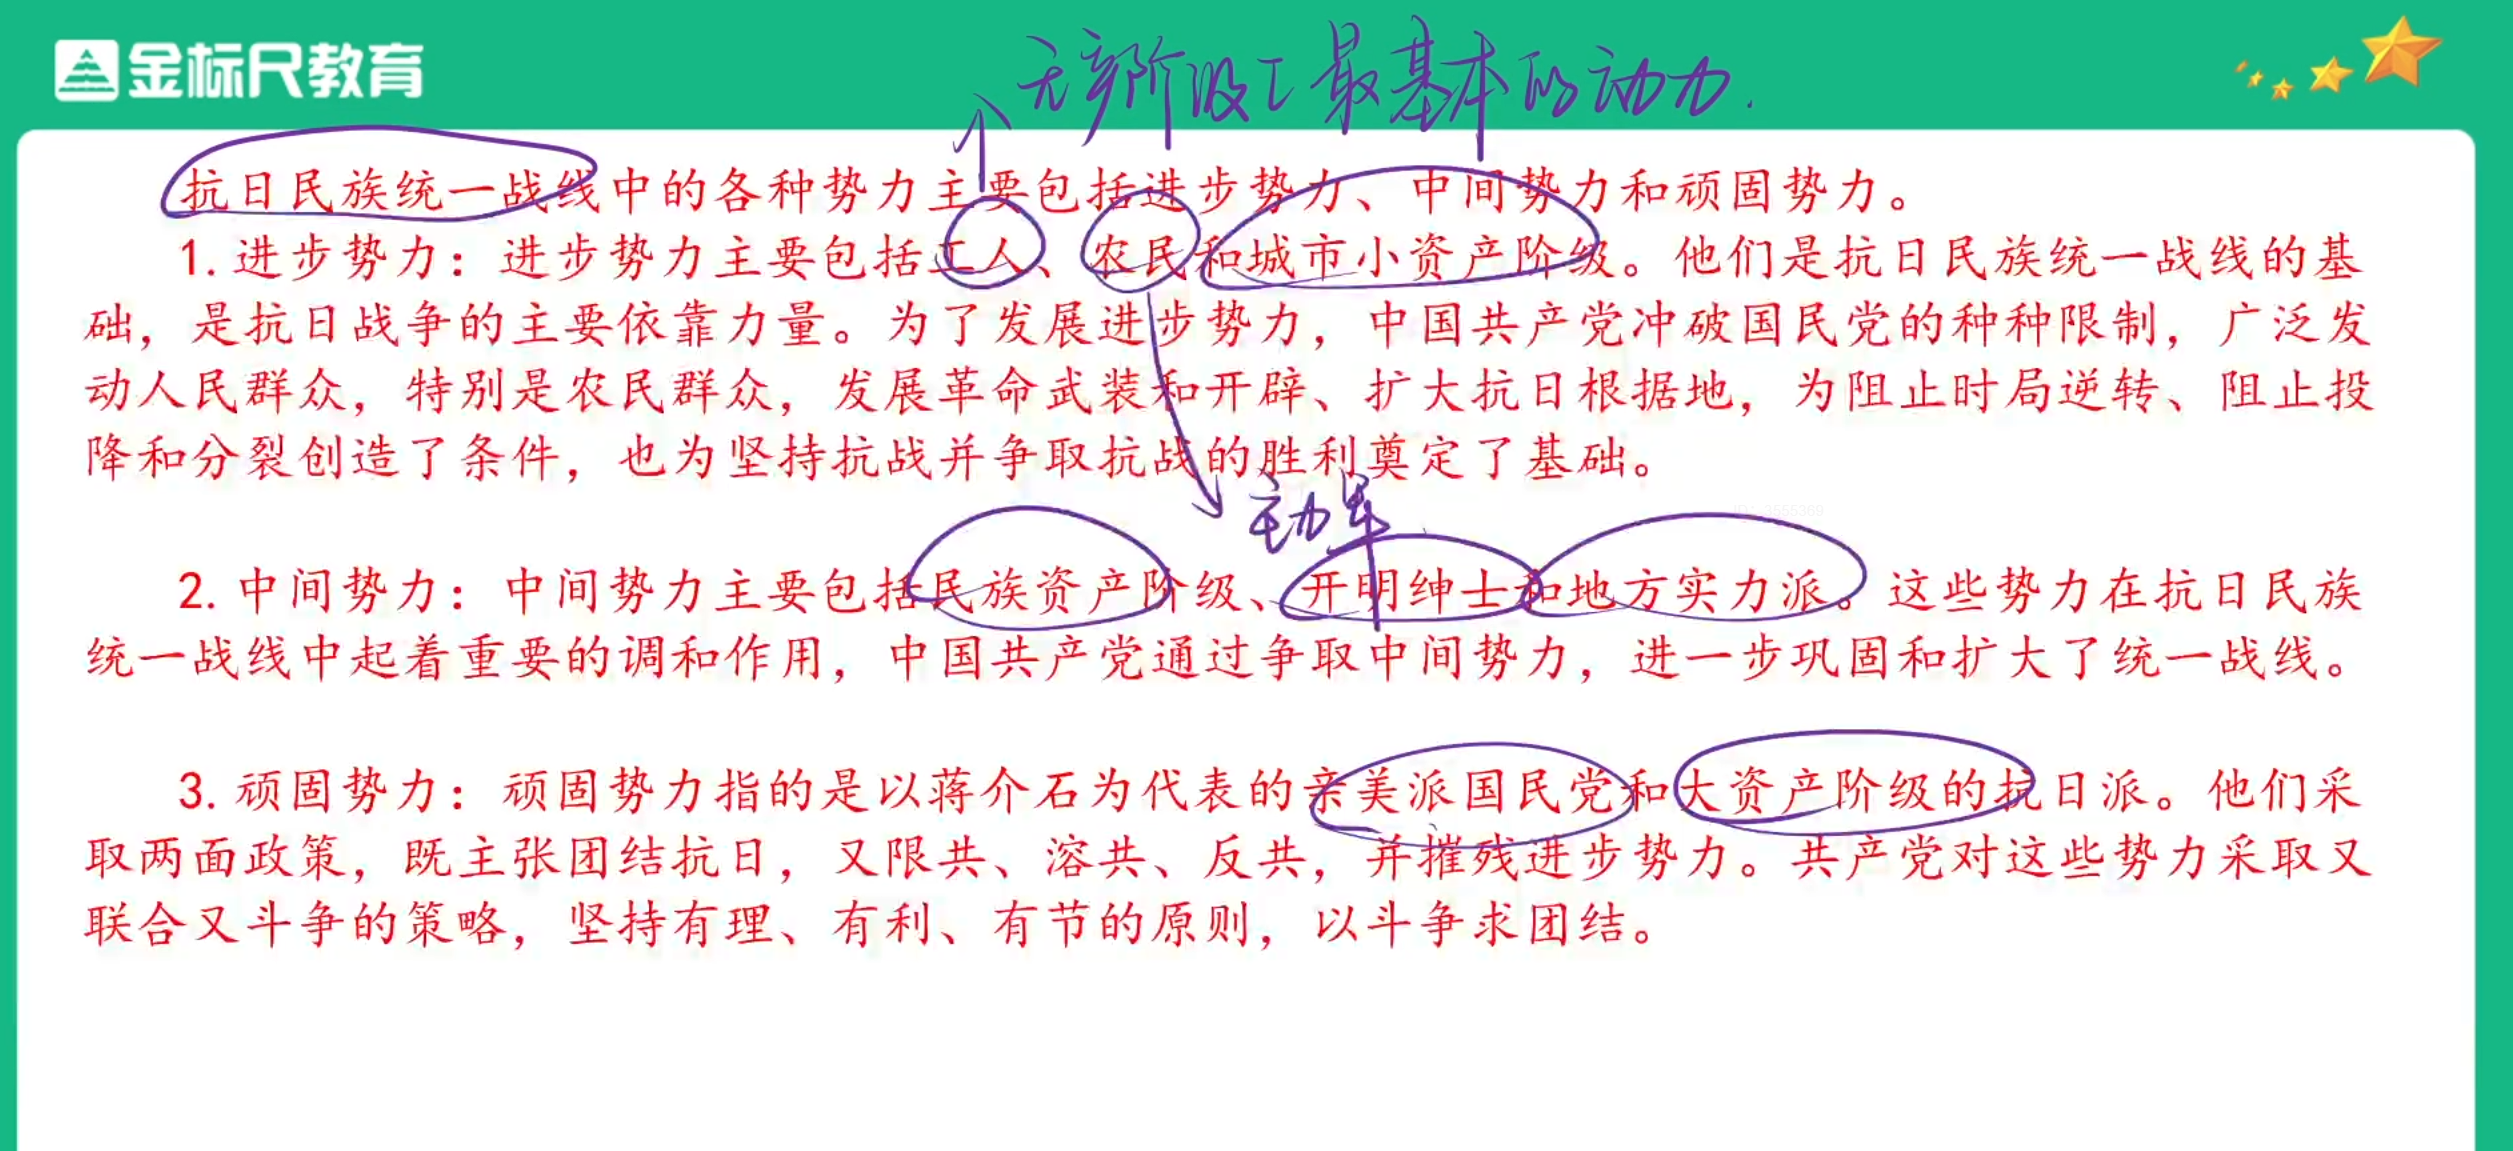 金标尺教育
无产阶级 最基本的动力.
抗日民族统一战线中的各种势力主要包括进步势力、中间势力和顽固势力。
1. 进步势力：进步势力主要包括工人、农民和城市小资产阶级。他们是抗日民族统一战线的基
础，是抗日战争的主要依靠力量。为了发展进步势力，中国共产党冲破国民党的种种限制，广泛发
动人民群众，特别是农民群众，发展革命武装和开辟、扩大抗日根据地，为阻止时局逆转、阻止投
降和分裂创造了条件，也为坚持抗战并争取抗战的胜利奠定了基础。
主力军
2. 中间势力：中间势力主要包括民族资产阶级、开明绅士和地方实力派。这些势力在抗日民族
统一战线中起着重要的调和作用，中国共产党通过争取中间势力，进一步巩固和扩大了统一战线。
3. 顽固势力：顽固势力指的是以蒋介石为代表的亲美派国民党和大资产阶级的抗日派。他们采
取两面政策，既主张团结抗日，又限共、溶共、反共，并摧残进步势力。共产党对这些势力采取又
联合又斗争的策略，坚持有理、有利、有节的原则，以斗争求团结。